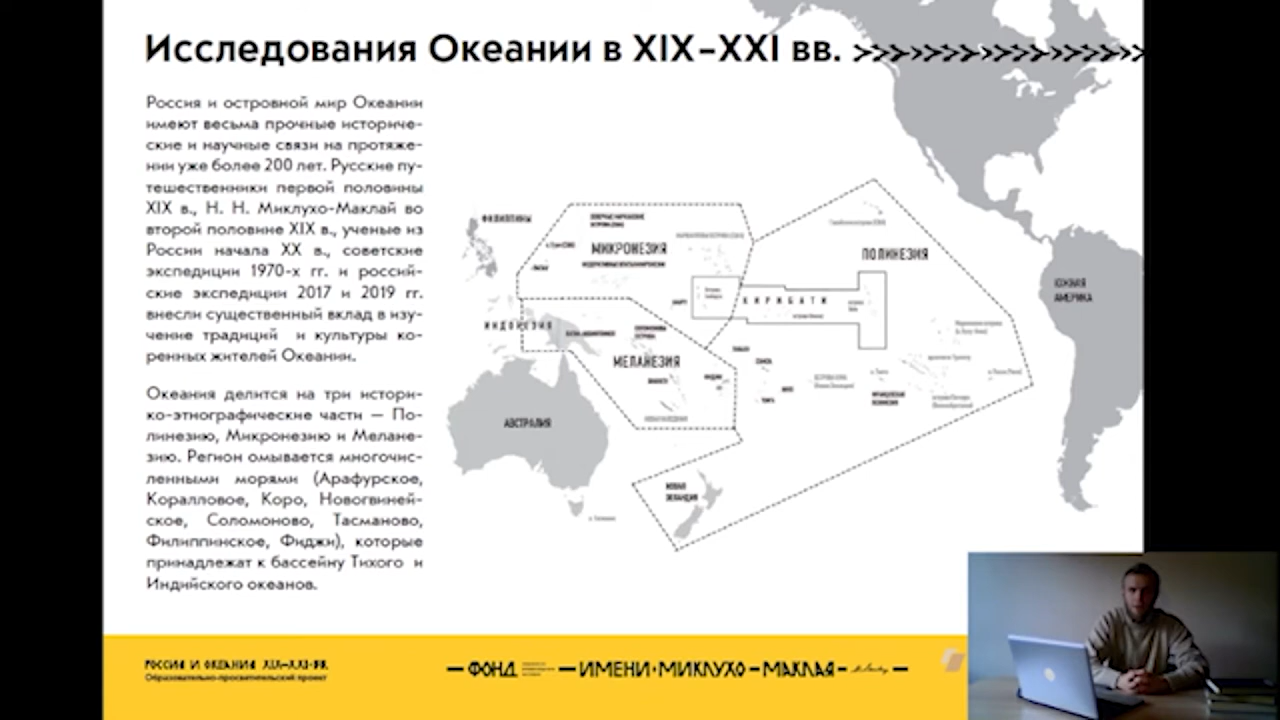 Исследования Океании в XIX–XXI вв.
Россия и островной мир Океании
имеют весьма прочные историче-
ские и научные связи на протяже-
нии уже более 200 лет. Русские пу-
тешественники первой половины
XIX в., Н. Н. Миклухо-Маклай во
второй половине XIX в., ученые из
России начала XX в., советские
экспедиции 1970-х гг. и россий-
ские экспедиции 2017 и 2019 гг.
внесли существенный вклад в изу-
чение традиций и культуры ко-
ренных жителей Океании.
Океания делится на три истори-
ко-этнографические части — По-
линезию, Микронезию и Мелане-
зию. Регион омывается многочис-
ленными морями (Арафурское,
Коралловое, Коро, Новогвиней-
ское, Соломоново, Тасманово,
Филиппинское, Фиджи), которые
принадлежат к бассейну Тихого и
Индийского океанов.
ФИЛИППИНЫ
МИКРОНЕЗИЯ
ПОЛИНЕЗИЯ
КИРИБАТИ
ЮЖНАЯ
АМЕРИКА
ИНДОНЕЗИЯ
МЕЛАНЕЗИЯ
АВСТРАЛИЯ
НОВАЯ
ЗЕЛАНДИЯ
РОССИЯ И ОКЕАНИЯ XIX–XXI ВВ.
Образовательно-просветительский проект
ФОНД
ИМЕНИ МИКЛУХО–МАКЛАЯ